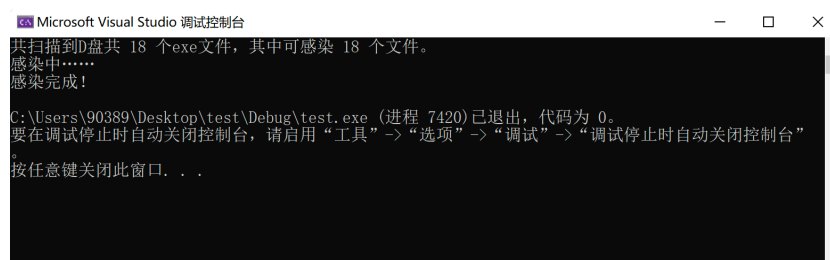 Microsoft Visual Studio 调试控制台
共扫描到D盘共 18 个exe文件，其中可感染 18 个文件。
感染中……
感染完成!
C:\Users\90389\Desktop\test\Debug\test.exe (进程 7420)已退出，代码为 0。
要在调试停止时自动关闭控制台，请启用“工具”->“选项”->“调试”->“调试停止时自动关闭控制台”
。
按任意键关闭此窗口. . .